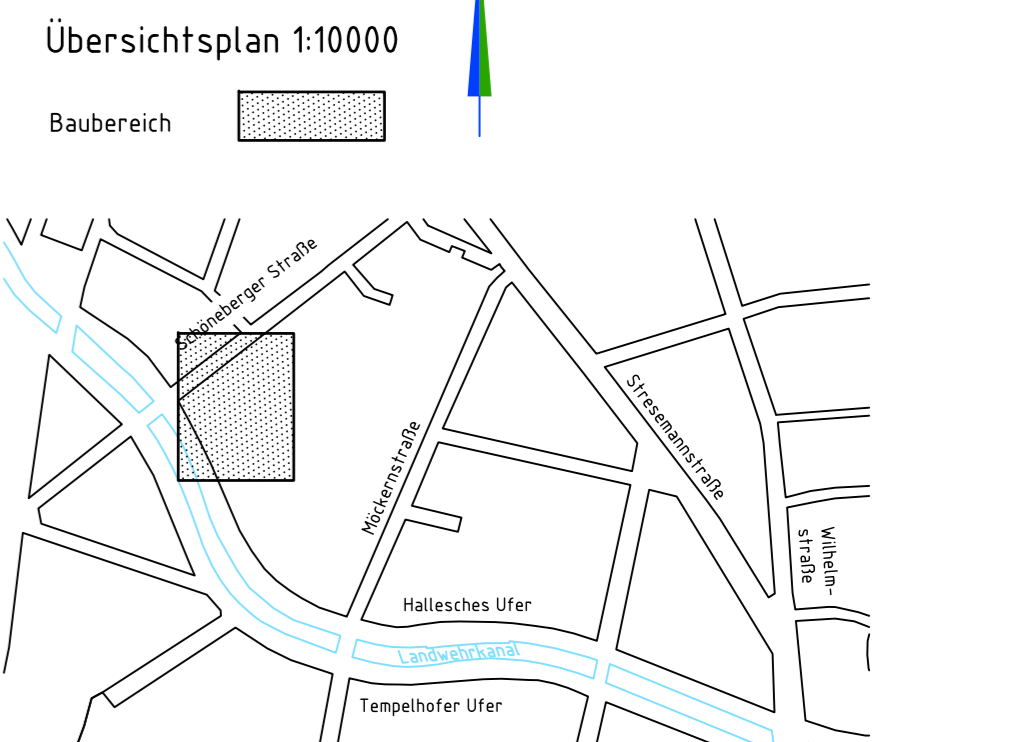 Übersichtsplan 1:10000
Baubereich
Schöneberger Straße
Möckernstraße
Stresemannstraße
Wilhelm-
straße
Hallesches Ufer
Landwehrkanal
Tempelhofer Ufer